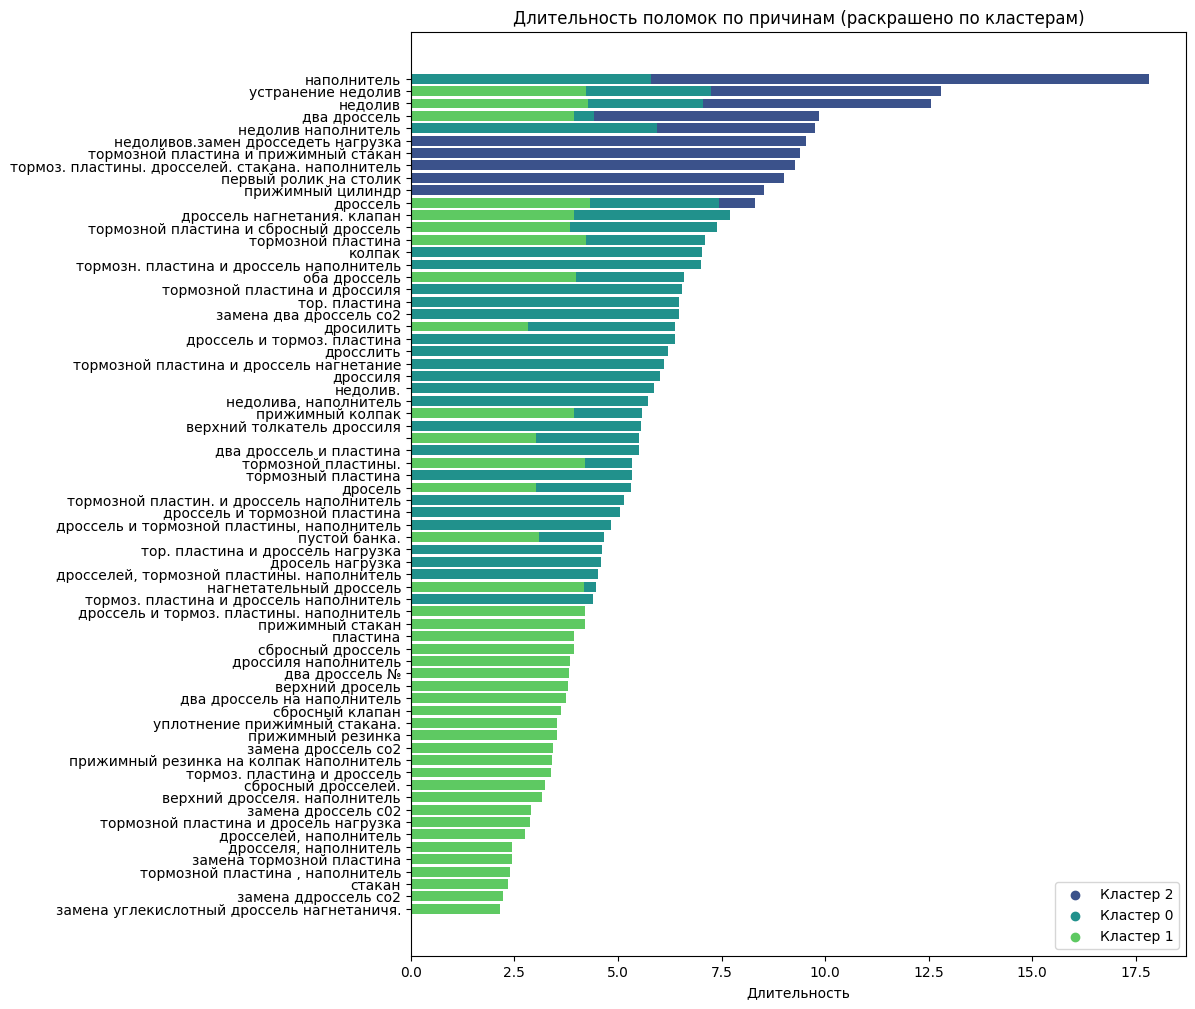 Длительность поломок по причинам (раскрашено по кластерам)
наполнитель
устранение недолив
недолив
два дроссель
недолив наполнитель
недоливов.замен дросседеть нагрузка
тормозной пластина и прижимный стакан
тормоз. пластины. дросселей. стакана. наполнитель
первый ролик на столик
прижимный цилиндр
дроссель
дроссель нагнетания. клапан
тормозной пластина и сбросный дроссель
тормозной пластина
колпак
тормозн. пластина и дроссель наполнитель
оба дроссель
тормозной пластина и дроссиля
тор. пластина
замена два дроссель со2
дросилить
дроссель и тормоз. пластина
дросслить
тормозной пластина и дроссель нагнетание
дроссиля
недолив.
недолива, наполнитель
прижимный колпак
верхний толкатель дроссиля
два дроссель и пластина
тормозной пластины.
тормозный пластина
дросель
тормозной пластин. и дроссель наполнитель
дроссель и тормозной пластина
дроссель и тормозной пластины, наполнитель
пустой банка.
тор. пластина и дроссель нагрузка
дросель нагрузка
дросселей, тормозной пластины. наполнитель
нагнетательный дроссель
тормоз. пластина и дроссель наполнитель
дроссель и тормоз. пластины. наполнитель
прижимный стакан
пластина
сбросный дроссель
дроссиля наполнитель
два дроссель №
верхний дросель
два дроссель на наполнитель
сбросный клапан
уплотнение прижимный стакана.
прижимный резинка
замена дроссель со2
прижимный резинка на колпак наполнитель
тормоз. пластина и дроссель
сбросный дросселей.
верхний дросселя. наполнитель
замена дроссель с02
тормозной пластина и дросель нагрузка
дросселей, наполнитель
дросселя, наполнитель
замена тормозной пластина
тормозной пластина , наполнитель
стакан
замена ддроссель со2
замена углекислотный дроссель нагнетаничя.
Кластер 2
Кластер 0
Кластер 1
0.0 2.5 5.0 7.5 10.0 12.5 15.0 17.5
Длительность